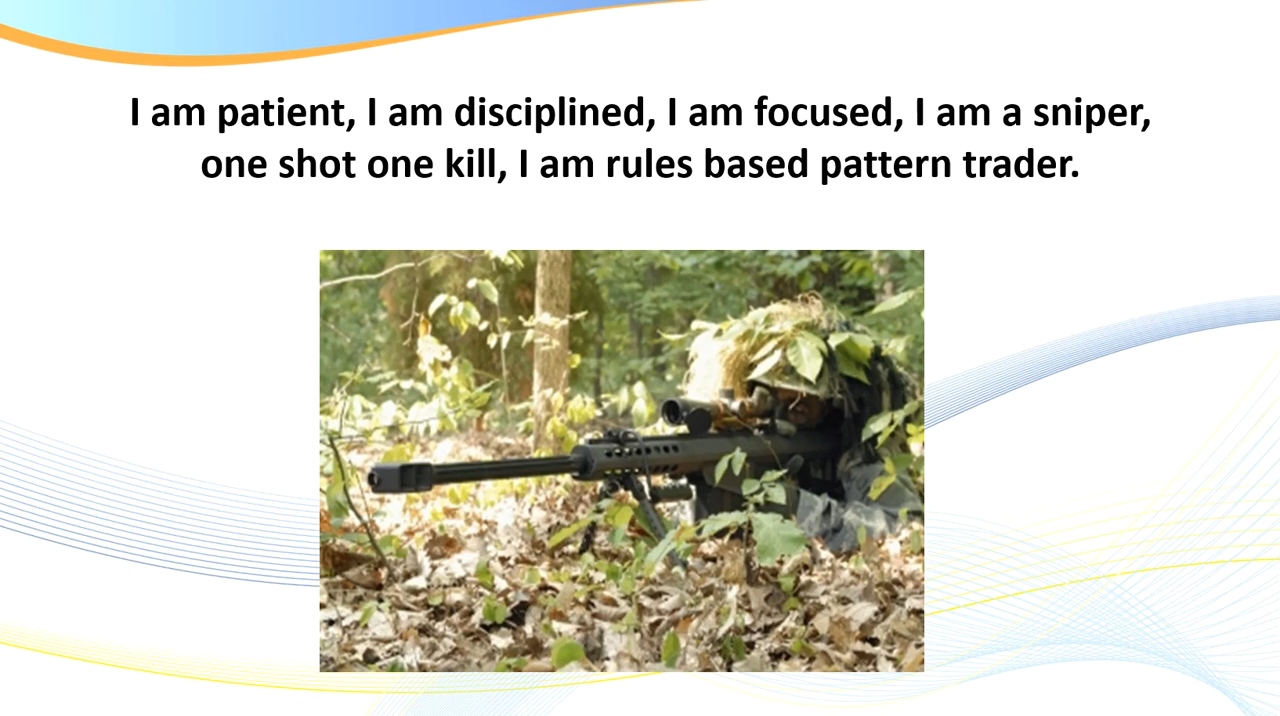 I am patient, I am disciplined, I am focused, I am a sniper,
one shot one kill, I am rules based pattern trader.